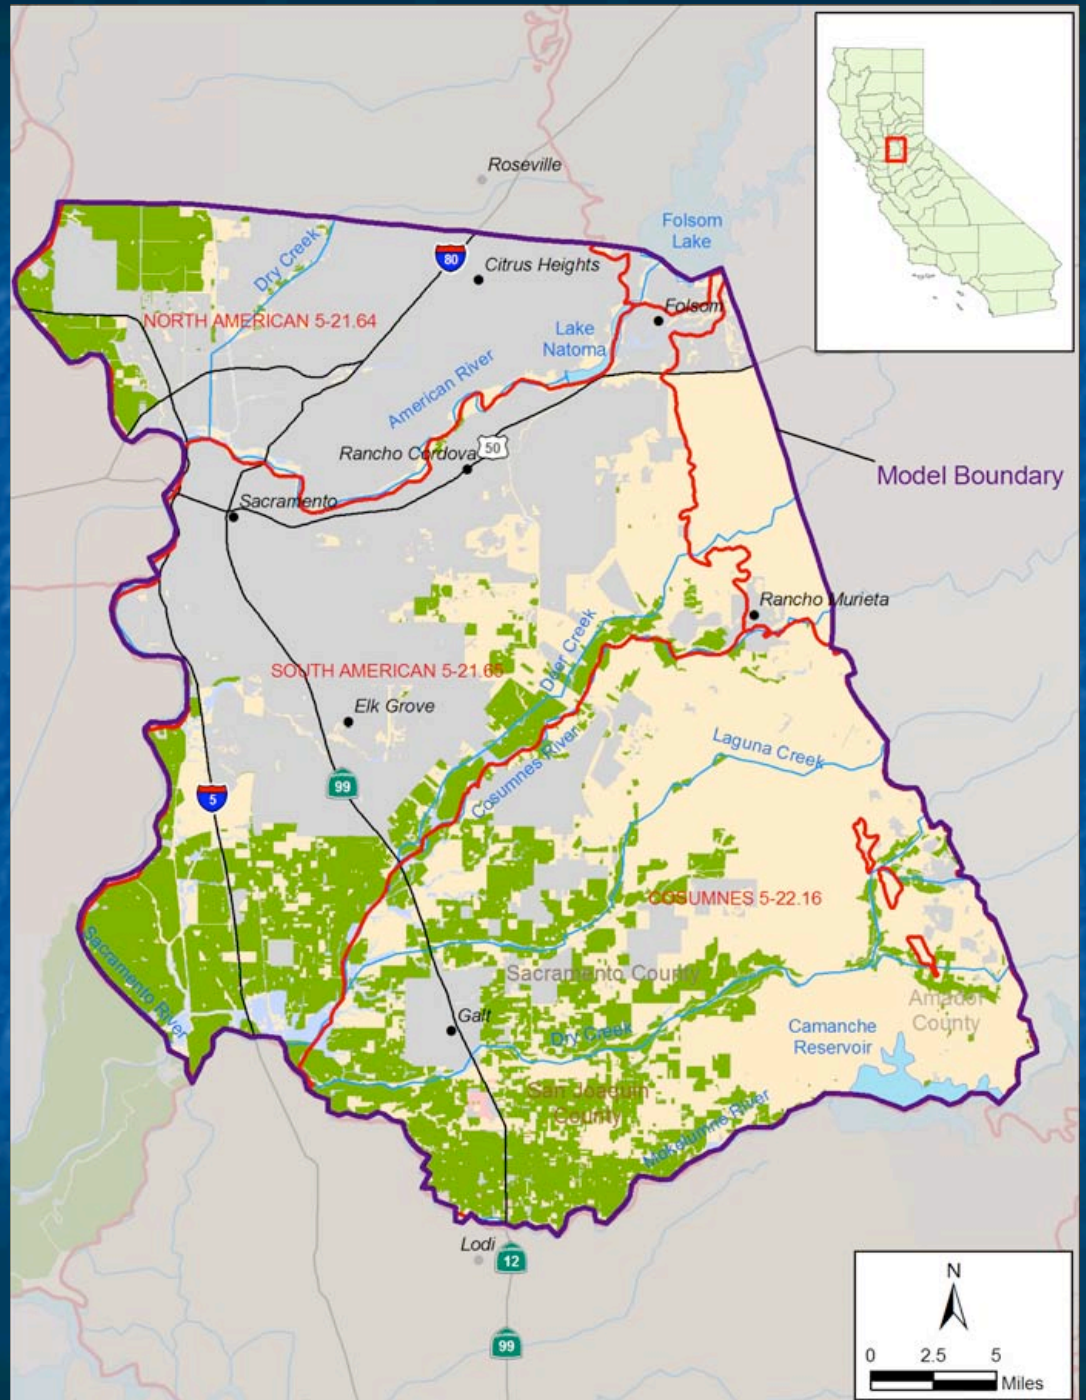 Roseville
Folsom
Lake
Dry Creek
80
Citrus Heights
NORTH AMERICAN 5-21.64
Folsom
Lake
Natoma
American River
Rancho Cordova
50
Model Boundary
Sacramento
Rancho Murieta
Deer Creek
SOUTH AMERICAN 5-21.65
Elk Grove
Laguna Creek
Cosumnes River
99
5
COSUMNES 5-22.16
Sacramento River
Sacramento County
Amador
County
Galt
Dry Creek
Camanche
Reservoir
San Joaquin
County
Mokelumne River
Lodi
12
99
N
0 2.5 5
Miles